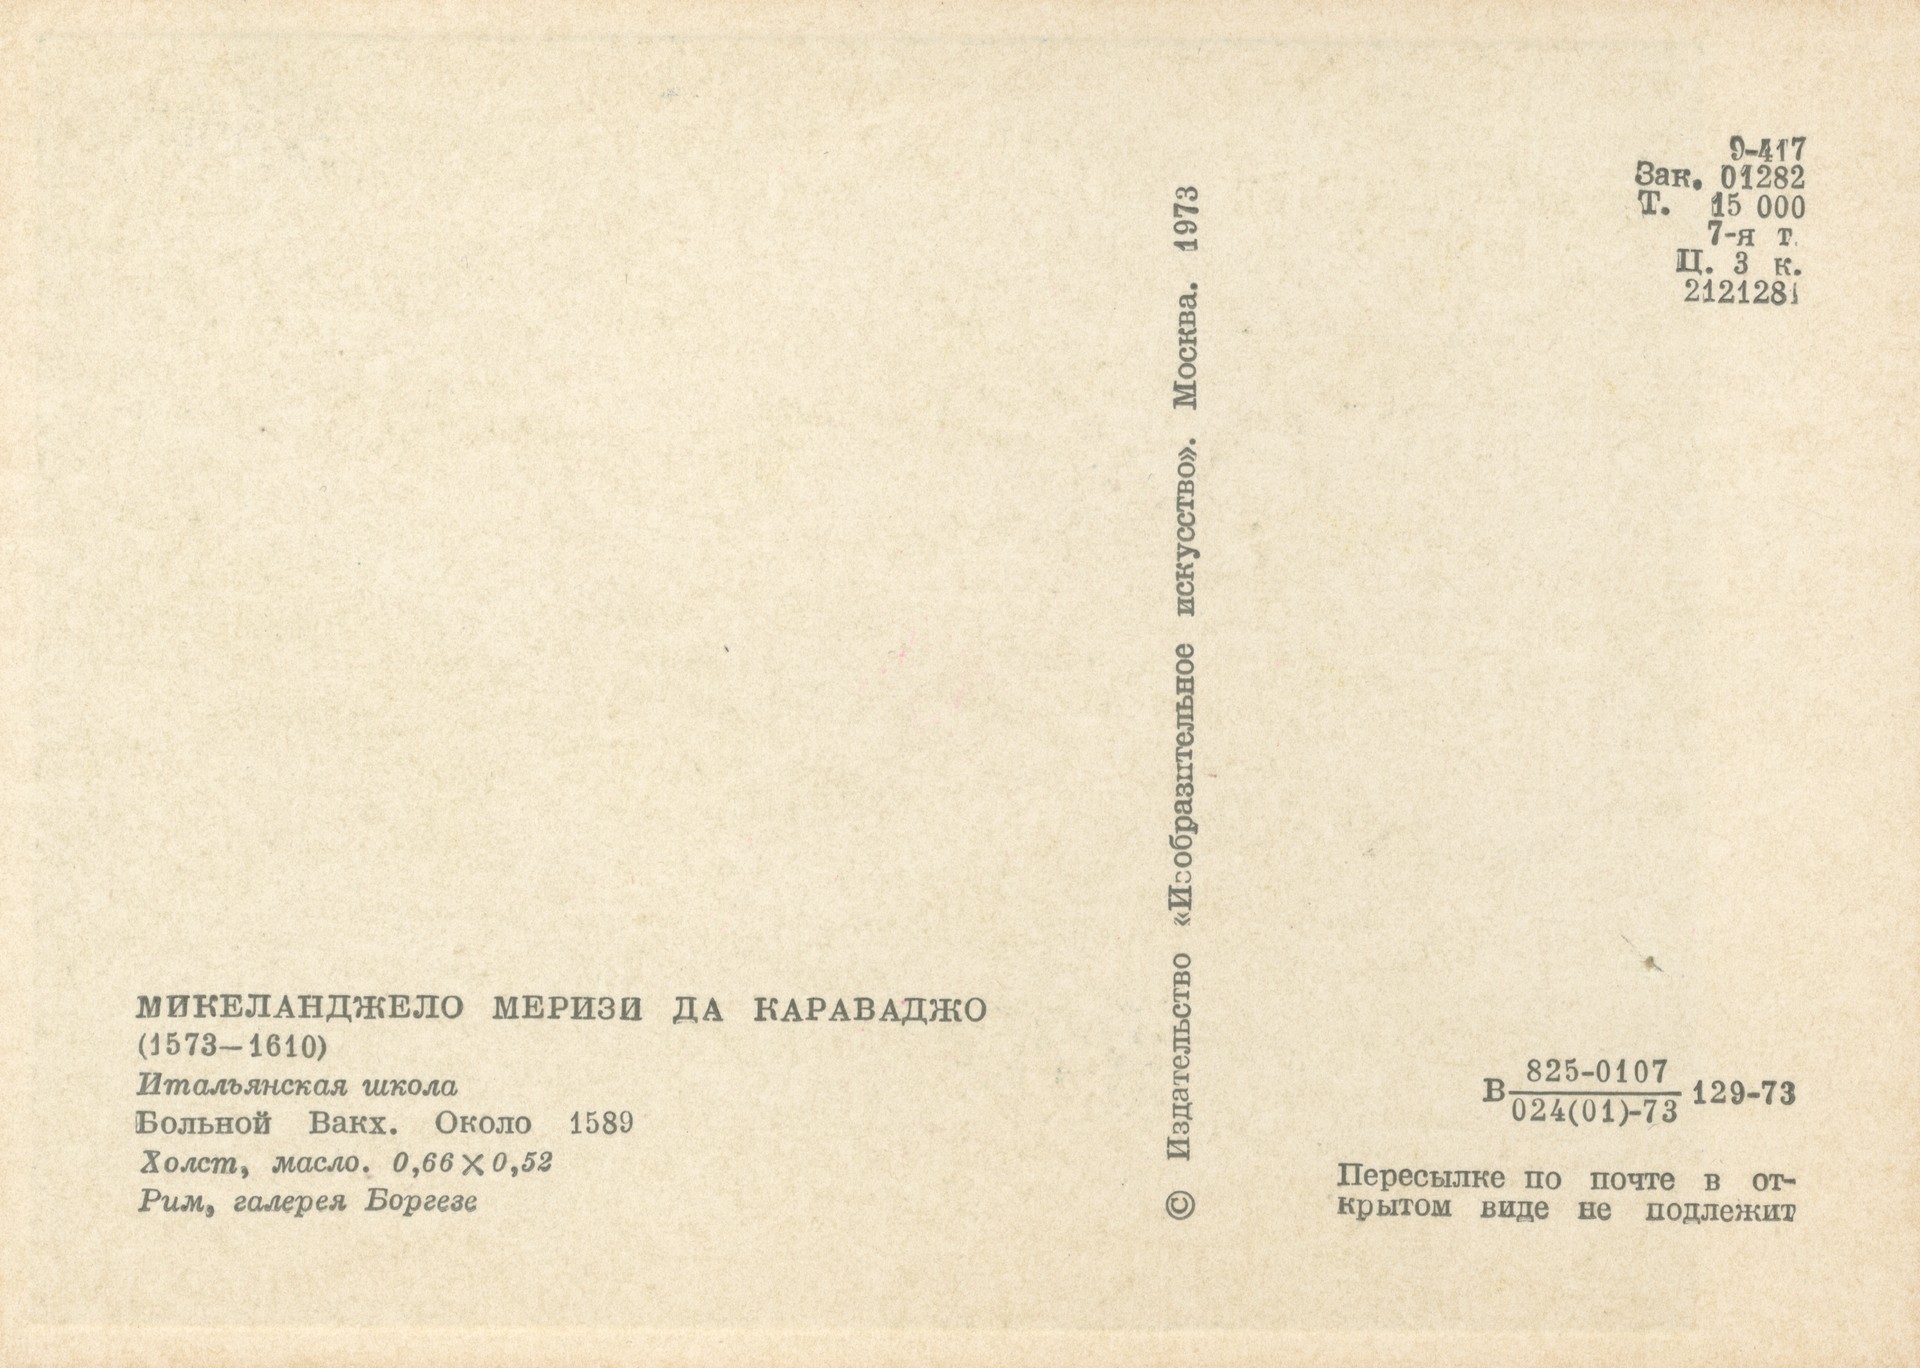 9-417
Зак. 01282
Т. 15 000
7-я т.
Ц. 3 к.
2121281
© Издательство «Изобразительное искусство». Москва. 1973
МИКЕЛАНДЖЕЛО МЕРИЗИ ДА КАРАВАДЖО
(1573—1610)
Итальянская школа
Больной Вакх. Около 1589
Холст, масло. 0,66×0,52
Рим, галерея Боргезе
В 825-0107
024(01)-73 129-73
Пересылке по почте в от-
крытом виде не подлежит